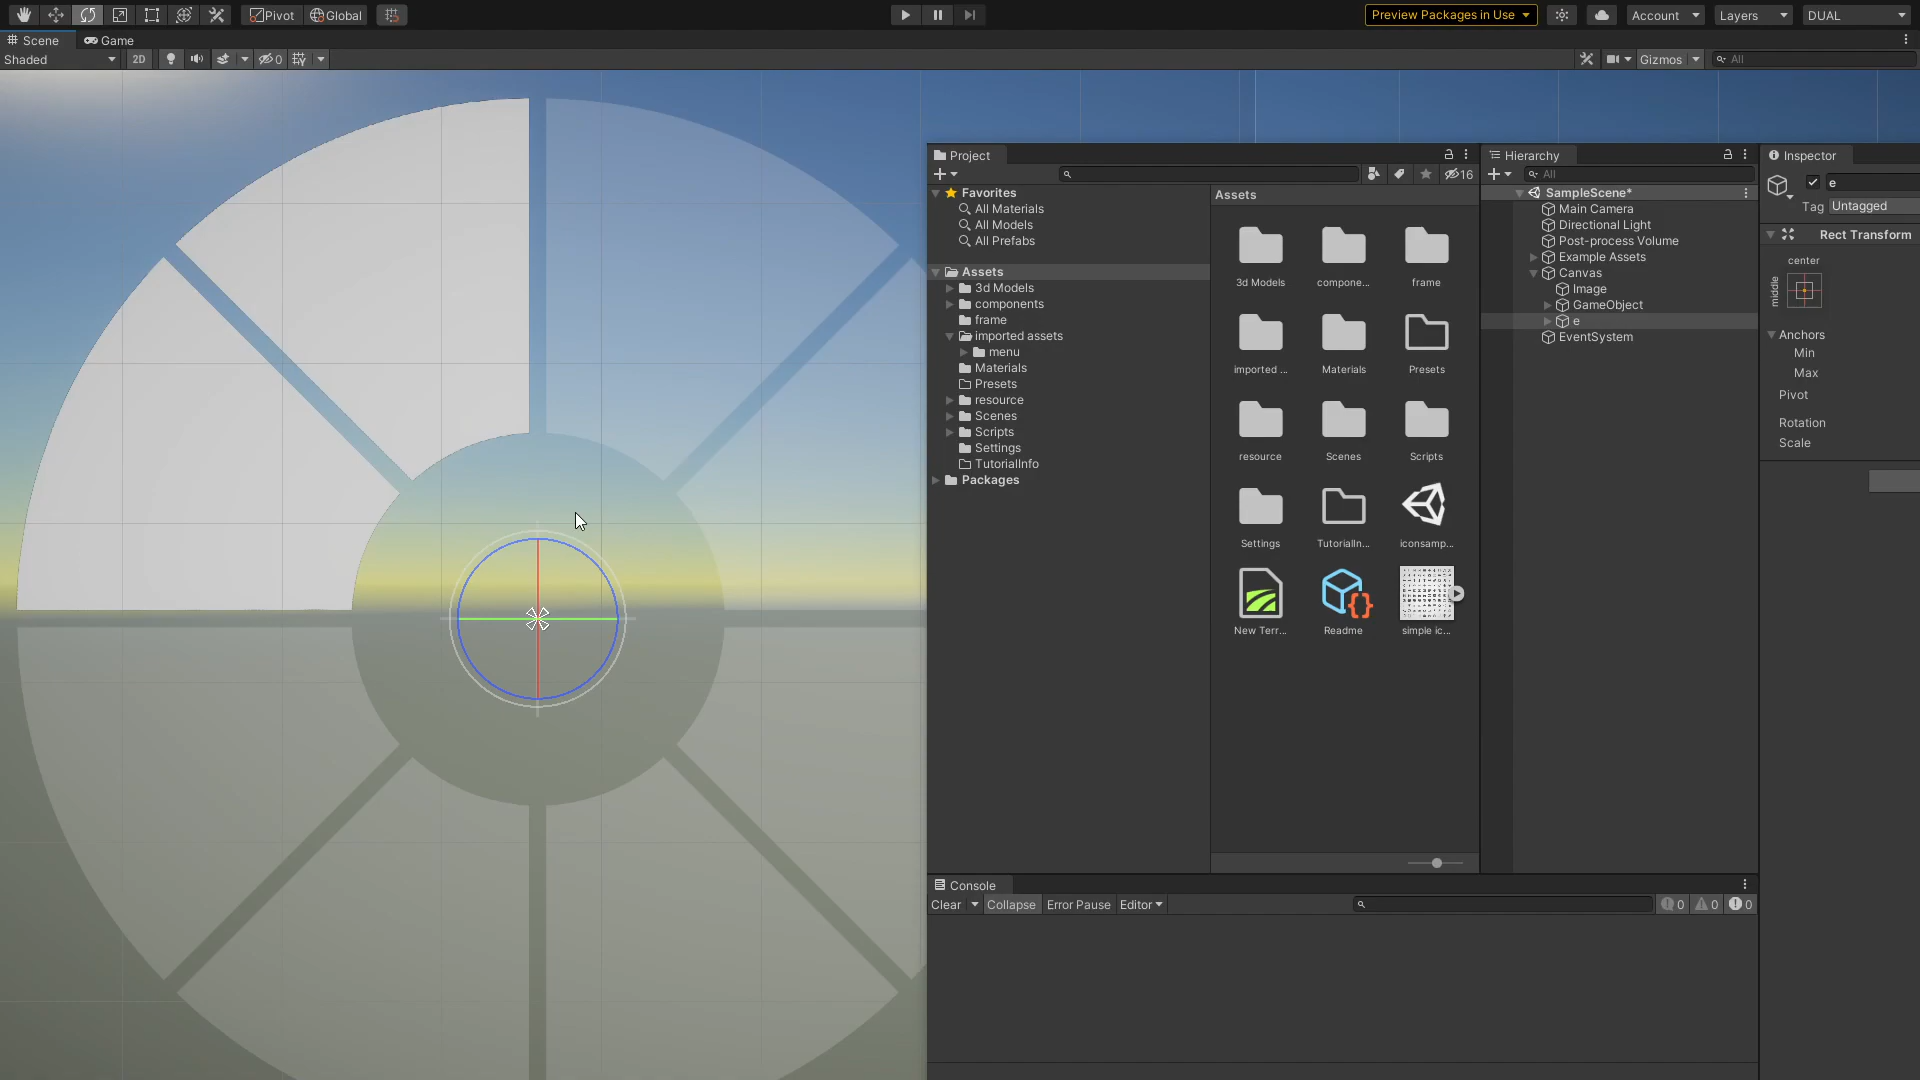 Pivot Global Preview Packages in Use Account Layers DUAL
Scene Game
Shaded 2D 0 Gizmos All
Project
16
Favorites
All Materials
All Models
All Prefabs
Assets
3d Models
components
frame
imported assets
menu
Materials
Presets
resource
Scenes
Scripts
Settings
TutorialInfo
Packages
Assets
3d Models compone... frame
imported ... Materials Presets
resource Scenes Scripts
Settings TutorialIn... iconsamp...
New Terr... Readme simple ic...
Hierarchy
All
SampleScene*
Main Camera
Directional Light
Post-process Volume
Example Assets
Canvas
Image
GameObject
e
EventSystem
Inspector
e
Tag Untagged
Rect Transform
center
middle
Anchors
Min
Max
Pivot
Rotation
Scale
Console
Clear Collapse Error Pause Editor 0 0 0